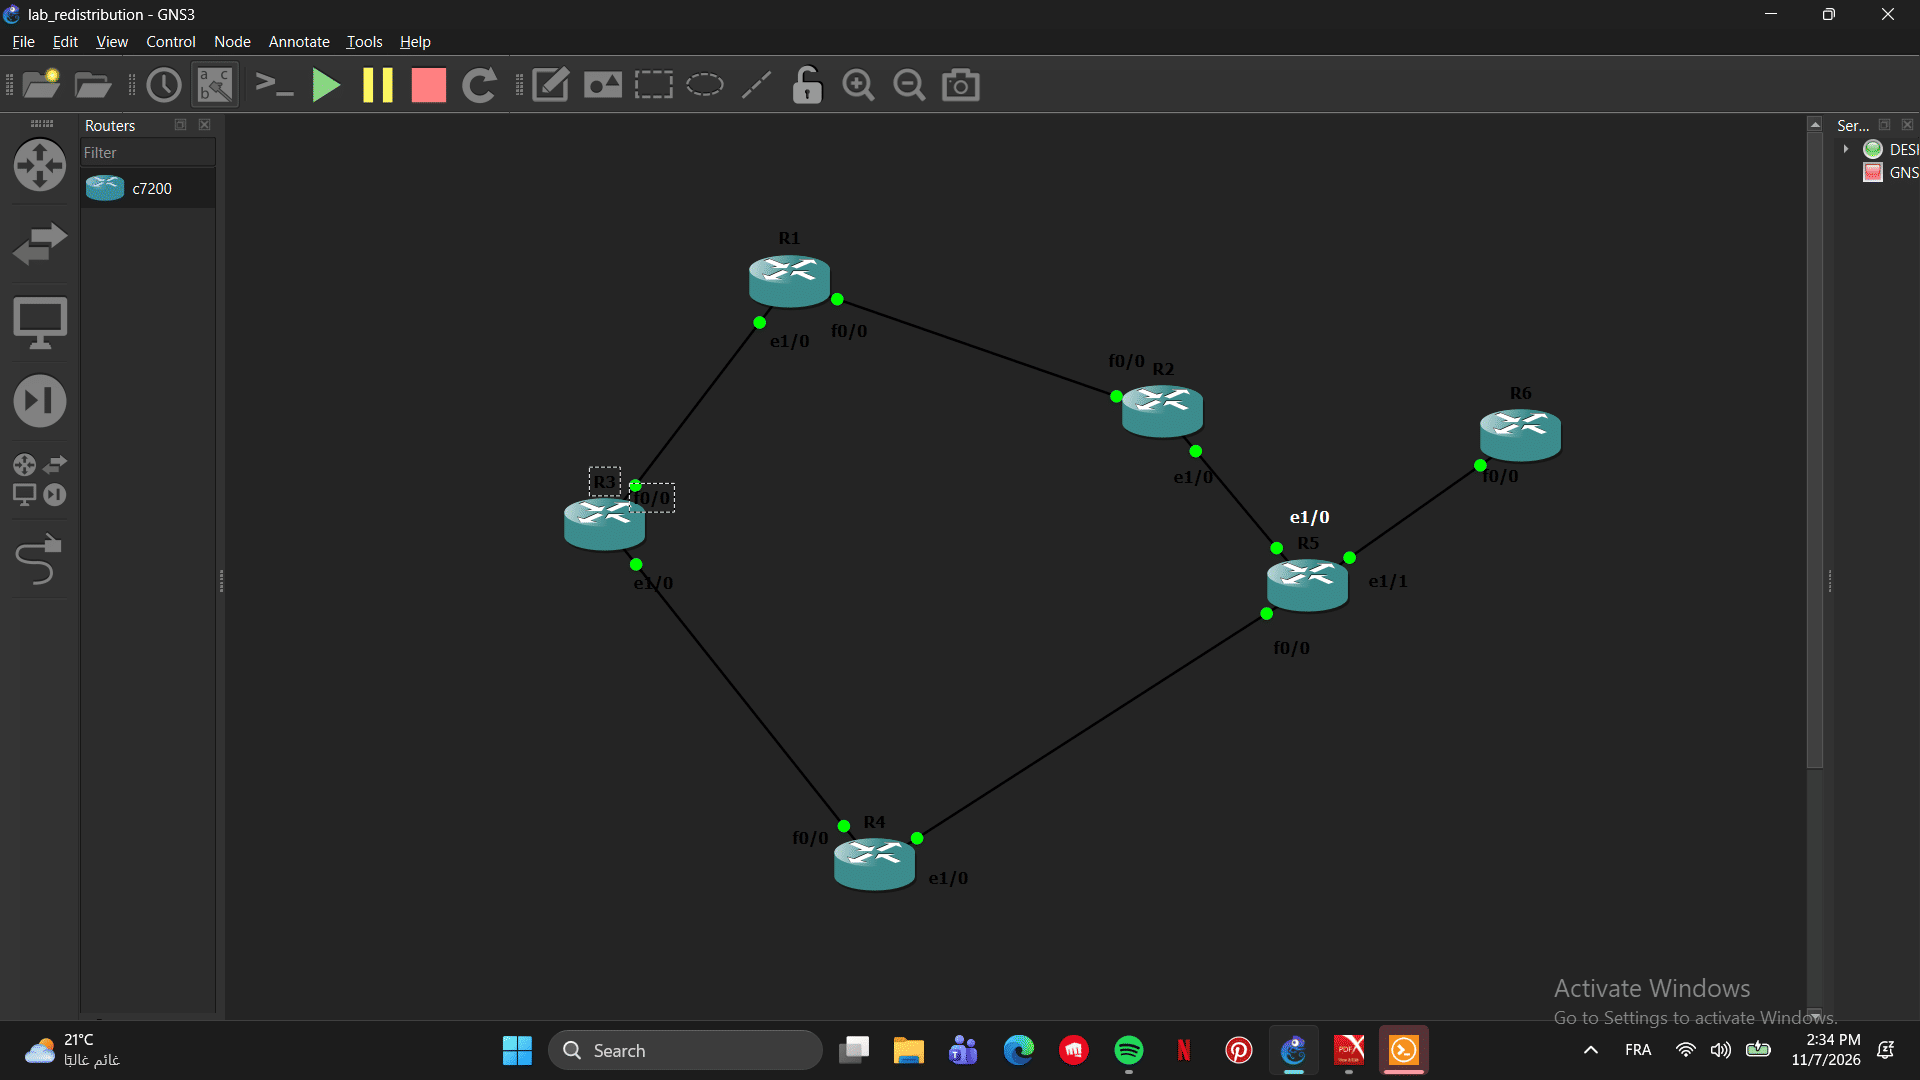 lab_redistribution - GNS3
File Edit View Control Node Annotate Tools Help
Routers
Filter
c7200
Ser...
DESI
GNS
R1
e1/0
f0/0
f0/0
R2
e1/0
R6
f0/0
R3
f0/0
e1/0
e1/0
R5
e1/1
f0/0
f0/0
R4
e1/0
Activate Windows
Go to Settings to activate Windows.
21°C
غائم غالبًا
Search
FRA
2:34 PM
11/7/2026